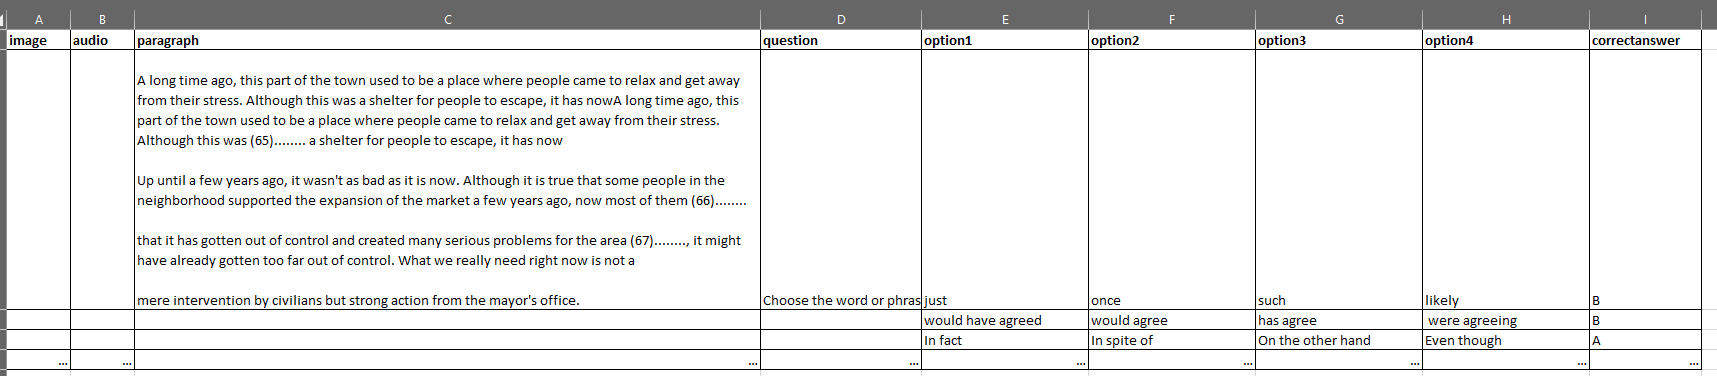 A B C D E F G H I
image audio paragraph question option1 option2 option3 option4 correctanswer
A long time ago, this part of the town used to be a place where people came to relax and get away
from their stress. Although this was a shelter for people to escape, it has nowA long time ago, this
part of the town used to be a place where people came to relax and get away from their stress.
Although this was (65)........ a shelter for people to escape, it has now
Up until a few years ago, it wasn't as bad as it is now. Although it is true that some people in the
neighborhood supported the expansion of the market a few years ago, now most of them (66)........
that it has gotten out of control and created many serious problems for the area (67)........, it might
have already gotten too far out of control. What we really need right now is not a
mere intervention by civilians but strong action from the mayor's office. Choose the word or phras just once such likely B
would have agreed would agree has agree were agreeing B
In fact In spite of On the other hand Even though A
... ... ... ... ... ... ... ... ...